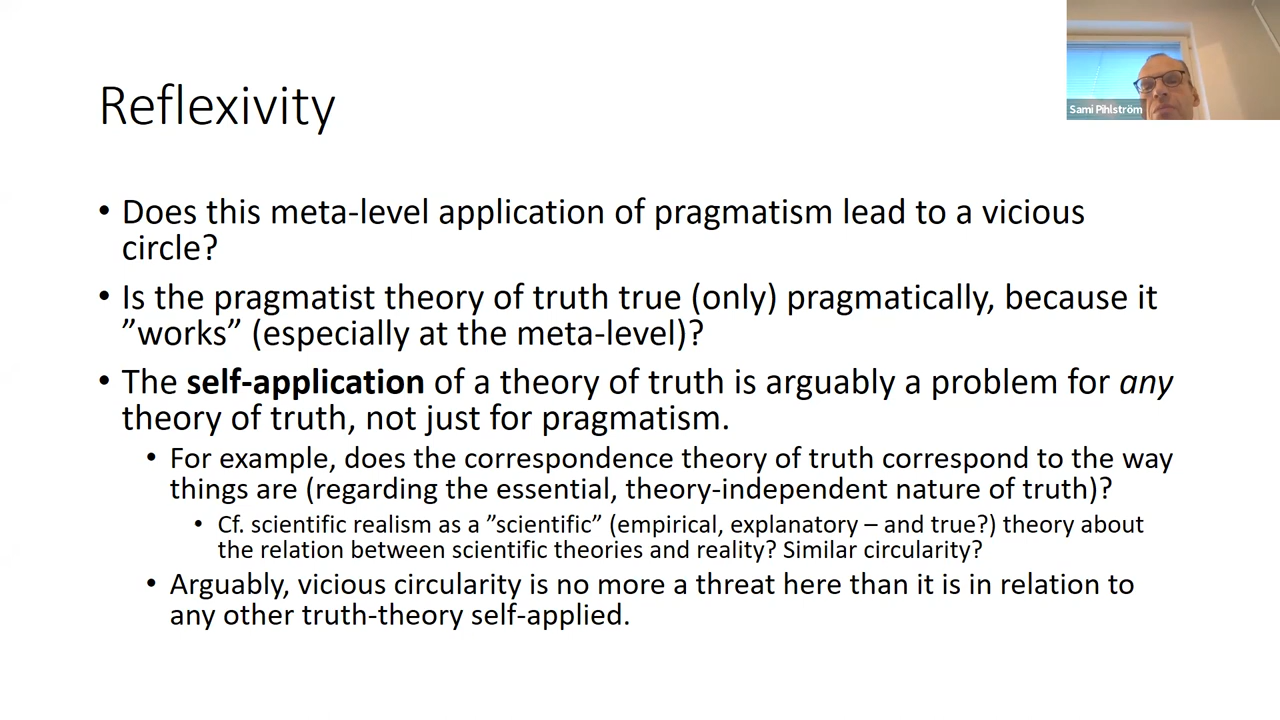 Sami Pihlström
Reflexivity
• Does this meta-level application of pragmatism lead to a vicious
circle?
• Is the pragmatist theory of truth true (only) pragmatically, because it
”works” (especially at the meta-level)?
• The self-application of a theory of truth is arguably a problem for any
theory of truth, not just for pragmatism.
• For example, does the correspondence theory of truth correspond to the way
things are (regarding the essential, theory-independent nature of truth)?
• Cf. scientific realism as a ”scientific” (empirical, explanatory – and true?) theory about
the relation between scientific theories and reality? Similar circularity?
• Arguably, vicious circularity is no more a threat here than it is in relation to
any other truth-theory self-applied.